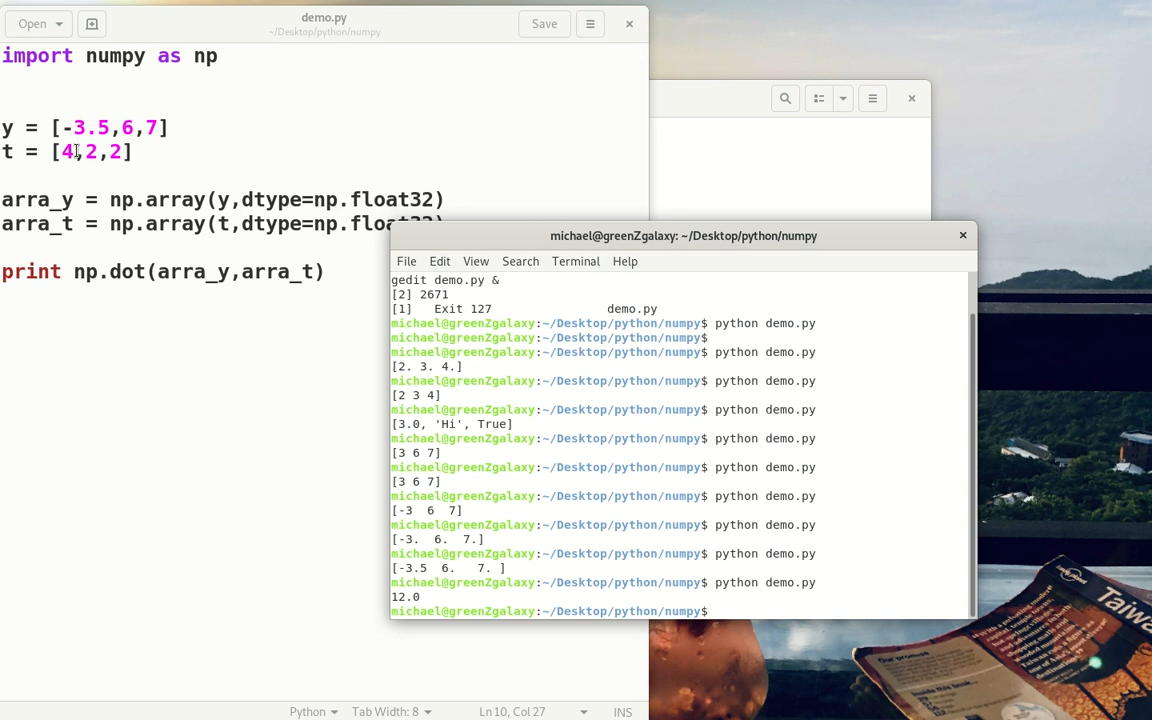 Open
demo.py
~/Desktop/python/numpy
Save
import numpy as np
y = [-3.5,6,7]
t = [4,2,2]
arra_y = np.array(y,dtype=np.float32)
arra_t = np.array(t,dtype=np.float32)
print np.dot(arra_y,arra_t)
Python
Tab Width: 8
Ln 10, Col 27
INS
michael@greenZgalaxy: ~/Desktop/python/numpy
File Edit View Search Terminal Help
gedit demo.py &
[2] 2671
[1]   Exit 127                demo.py
michael@greenZgalaxy:~/Desktop/python/numpy$ python demo.py
michael@greenZgalaxy:~/Desktop/python/numpy$
michael@greenZgalaxy:~/Desktop/python/numpy$ python demo.py
[2. 3. 4.]
michael@greenZgalaxy:~/Desktop/python/numpy$ python demo.py
[2 3 4]
michael@greenZgalaxy:~/Desktop/python/numpy$ python demo.py
[3.0, 'Hi', True]
michael@greenZgalaxy:~/Desktop/python/numpy$ python demo.py
[3 6 7]
michael@greenZgalaxy:~/Desktop/python/numpy$ python demo.py
[3 6 7]
michael@greenZgalaxy:~/Desktop/python/numpy$ python demo.py
[-3  6  7]
michael@greenZgalaxy:~/Desktop/python/numpy$ python demo.py
[-3.  6.  7.]
michael@greenZgalaxy:~/Desktop/python/numpy$ python demo.py
[-3.5  6.   7. ]
michael@greenZgalaxy:~/Desktop/python/numpy$ python demo.py
12.0
michael@greenZgalaxy:~/Desktop/python/numpy$
lonely planet
Taiwa
Our promise
Inside this book...